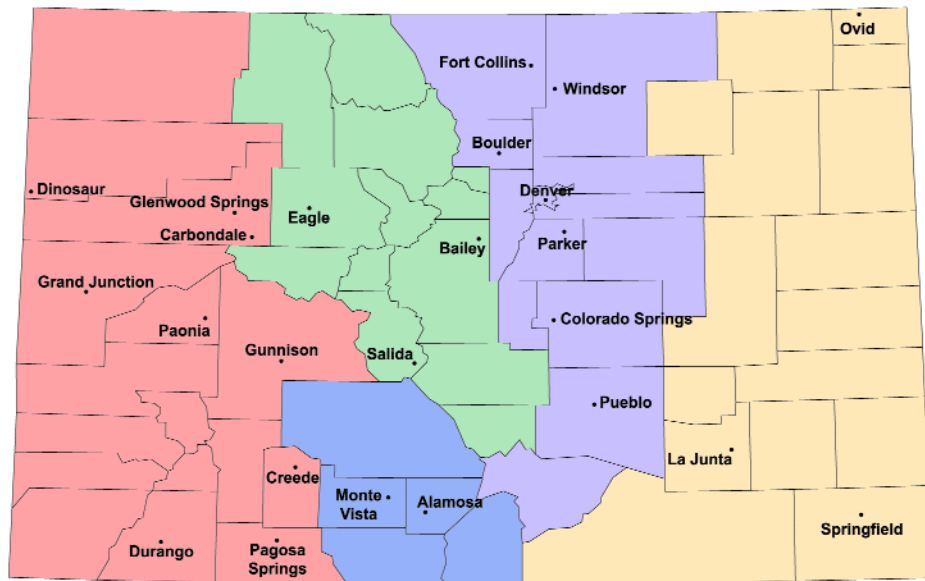 Ovid
Fort Collins
Windsor
Boulder
Dinosaur
Denver
Glenwood Springs
Eagle
Carbondale
Bailey
Parker
Grand Junction
Paonia
Colorado Springs
Gunnison
Salida
Pueblo
La Junta
Creede
Monte
Vista
Alamosa
Springfield
Durango
Pagosa
Springs